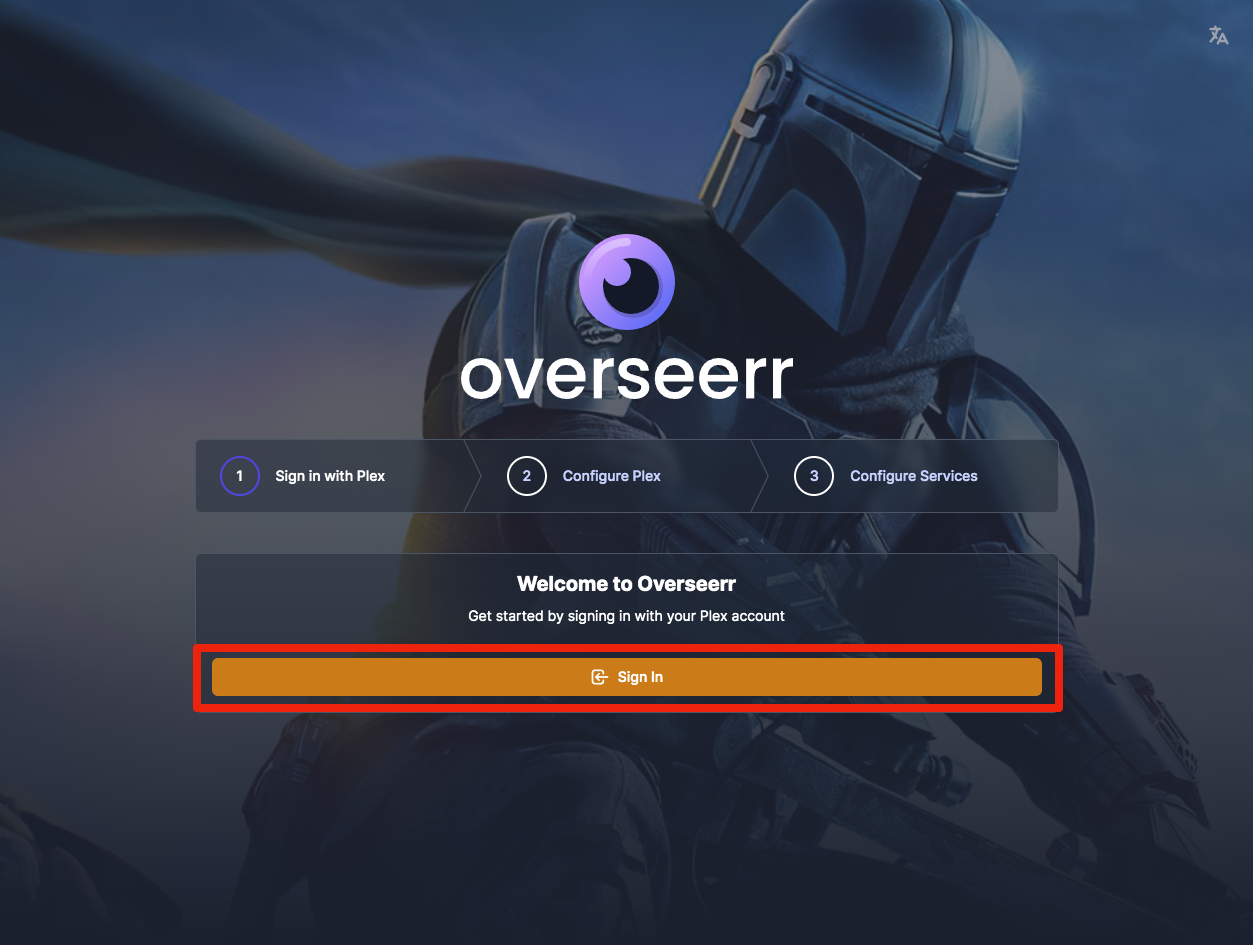 overseerr
1 Sign in with Plex
2 Configure Plex
3 Configure Services
Welcome to Overseerr
Get started by signing in with your Plex account
Sign In